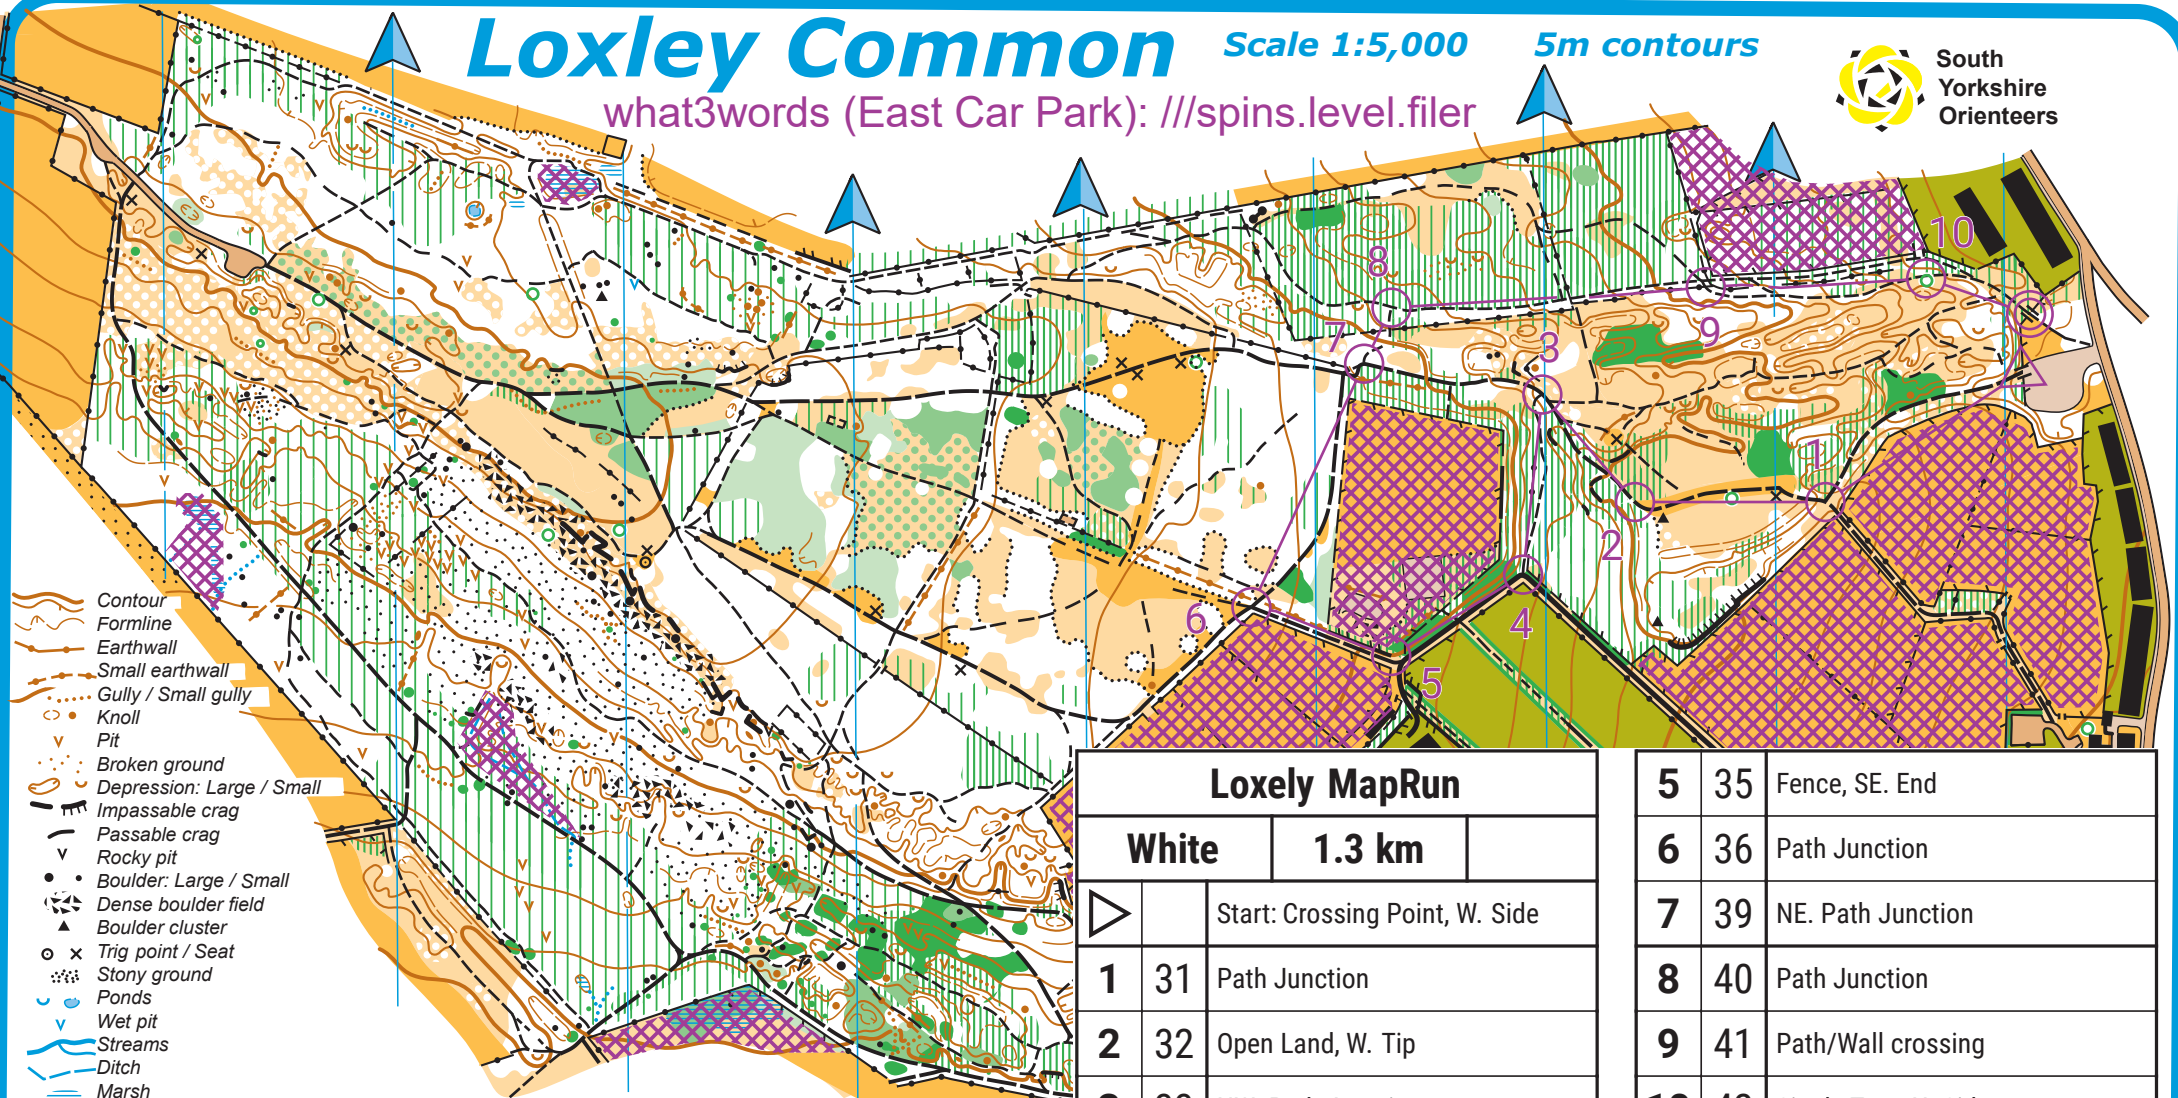 Loxley Common
Scale 1:5,000
5m contours
South
Yorkshire
Orienteers
what3words (East Car Park): ///spins.level.filer
10
8
7
3
9
1
2
6
4
5
Contour
Formline
Earthwall
Small earthwall
Gully / Small gully
Knoll
Pit
Broken ground
Depression: Large / Small
Impassable crag
Passable crag
Rocky pit
Boulder: Large / Small
Dense boulder field
Boulder cluster
Trig point / Seat
Stony ground
Ponds
Wet pit
Streams
Ditch
Marsh
Loxely MapRun
White 1.3 km
Start: Crossing Point, W. Side
1 31 Path Junction
2 32 Open Land, W. Tip
5 35 Fence, SE. End
6 36 Path Junction
7 39 NE. Path Junction
8 40 Path Junction
9 41 Path/Wall crossing